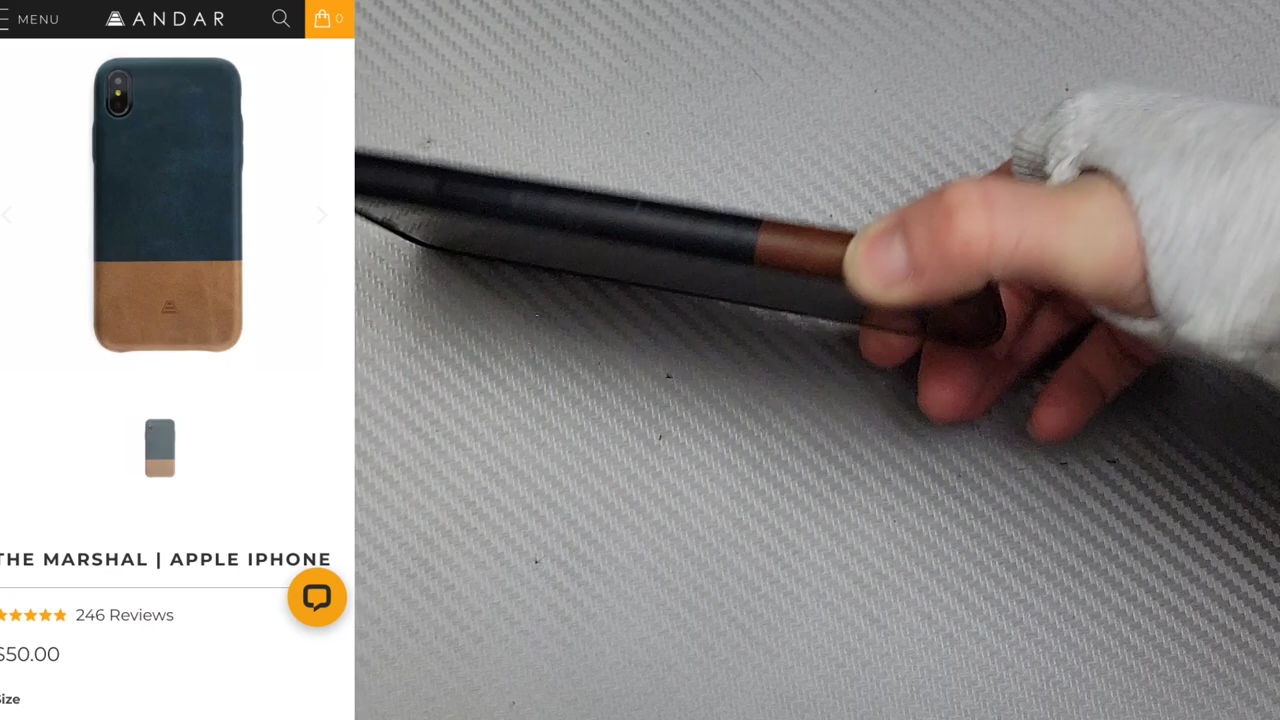 MENU
ANDAR
0
THE MARSHAL | APPLE IPHONE
246 Reviews
$50.00
Size